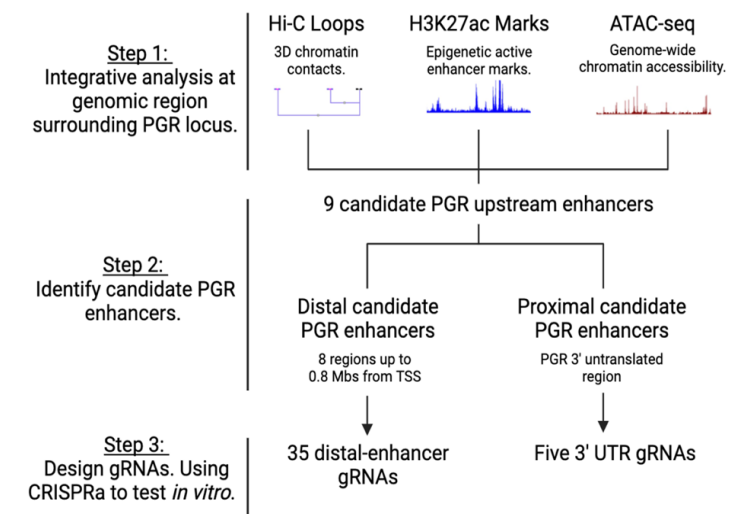 Hi-C Loops
H3K27ac Marks
ATAC-seq
3D chromatin
contacts.
Epigenetic active
enhancer marks.
Genome-wide
chromatin accessibility.
Step 1:
Integrative analysis at
genomic region
surrounding PGR locus.
9 candidate PGR upstream enhancers
Step 2:
Identify candidate PGR
enhancers.
Distal candidate
PGR enhancers
8 regions up to
0.8 Mbs from TSS
Proximal candidate
PGR enhancers
PGR 3' untranslated
region
Step 3:
Design gRNAs. Using
CRISPRa to test in vitro.
35 distal-enhancer
gRNAs
Five 3' UTR gRNAs